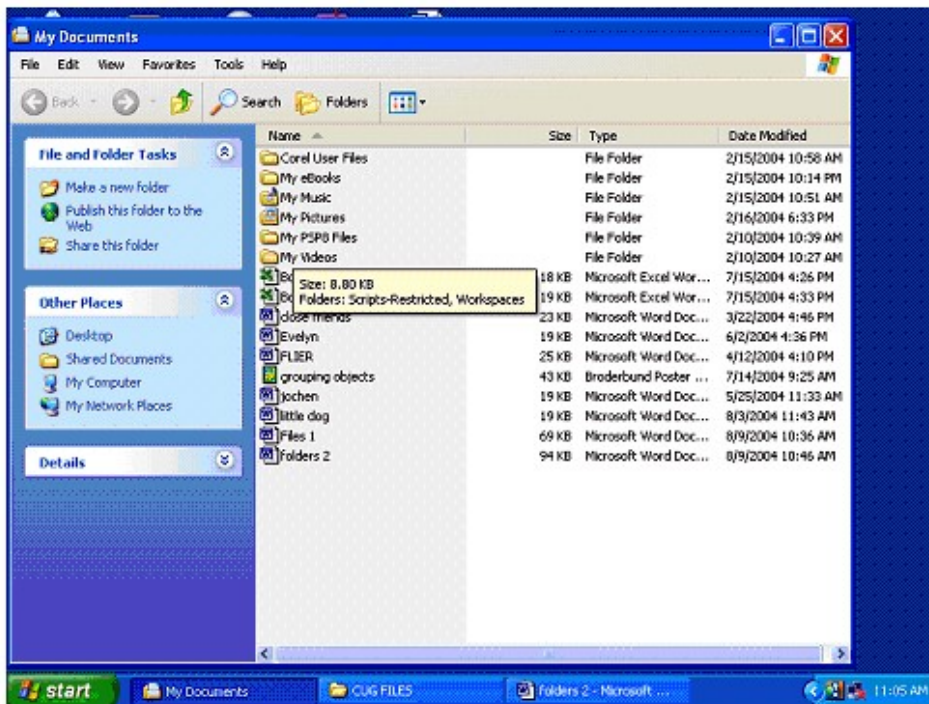 My Documents
File Edit View Favorites Tools Help
Back Search Folders
Name Size Type Date Modified
File and Folder Tasks
Make a new folder
Publish this folder to the
Web
Share this folder
Other Places
Desktop
Shared Documents
My Computer
My Network Places
Details
Corel User Files File Folder 2/15/2004 10:58 AM
My eBooks File Folder 2/15/2004 10:14 PM
My Music File Folder 2/15/2004 10:51 AM
My Pictures File Folder 2/16/2004 6:33 PM
My PSP8 Files File Folder 2/10/2004 10:39 AM
My Videos File Folder 2/10/2004 10:27 AM
Bo 18 KB Microsoft Excel Wor... 7/15/2004 4:26 PM
Bo 19 KB Microsoft Excel Wor... 7/15/2004 4:33 PM
Size: 8.80 KB
Folders: Scripts-Restricted, Workspaces
close friends 23 KB Microsoft Word Doc... 3/22/2004 4:46 PM
Evelyn 19 KB Microsoft Word Doc... 6/2/2004 4:36 PM
FLIER 25 KB Microsoft Word Doc... 4/12/2004 4:10 PM
grouping objects 43 KB Broderbund Poster ... 7/14/2004 9:25 AM
jochen 19 KB Microsoft Word Doc... 5/25/2004 11:33 AM
little dog 19 KB Microsoft Word Doc... 8/3/2004 11:43 AM
Files 1 69 KB Microsoft Word Doc... 8/9/2004 10:36 AM
folders 2 94 KB Microsoft Word Doc... 8/9/2004 10:46 AM
start My Documents CUG FILES folders 2 - Microsoft ... 11:05 AM